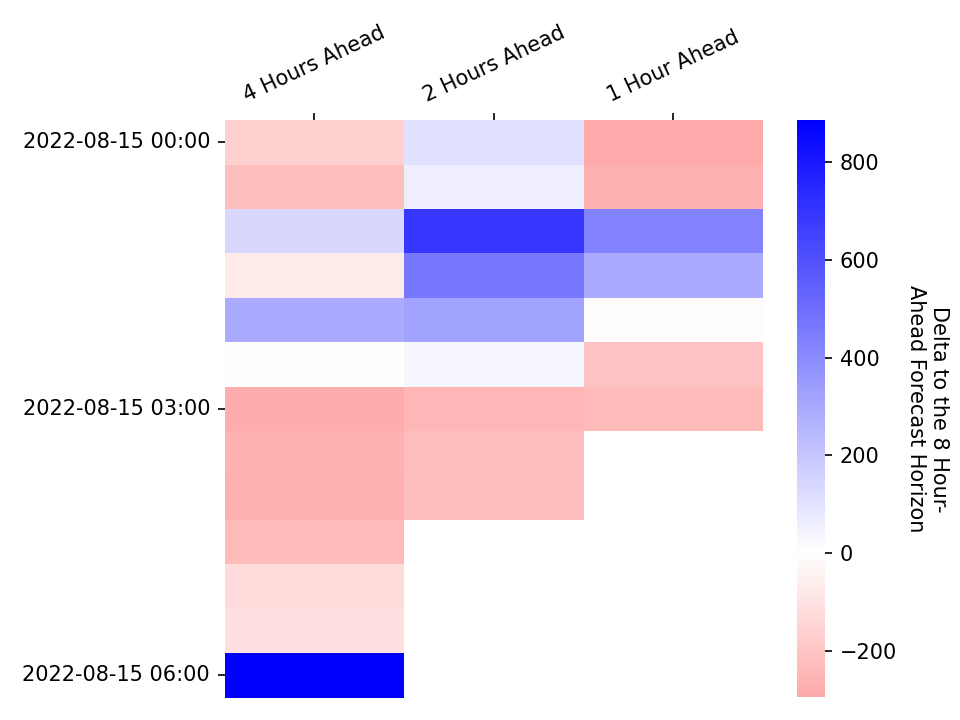 4 Hours Ahead
2 Hours Ahead
1 Hour Ahead
2022-08-15 00:00
2022-08-15 03:00
2022-08-15 06:00
800
600
400
200
0
−200
Delta to the 8 Hour-
Ahead Forecast Horizon